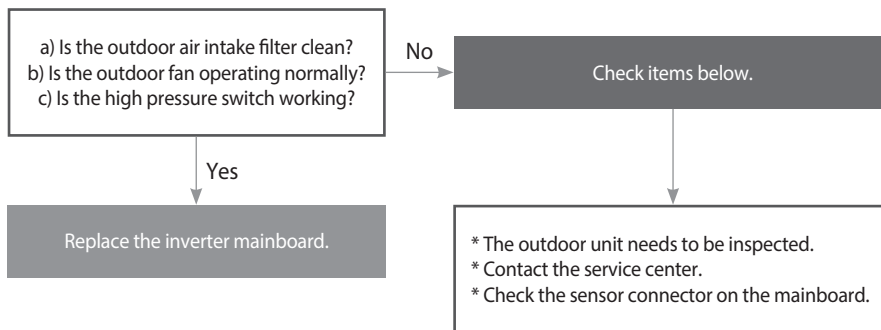 a) Is the outdoor air intake filter clean?
b) Is the outdoor fan operating normally?
c) Is the high pressure switch working?
No
Check items below.
Yes
Replace the inverter mainboard.
* The outdoor unit needs to be inspected.
* Contact the service center.
* Check the sensor connector on the mainboard.